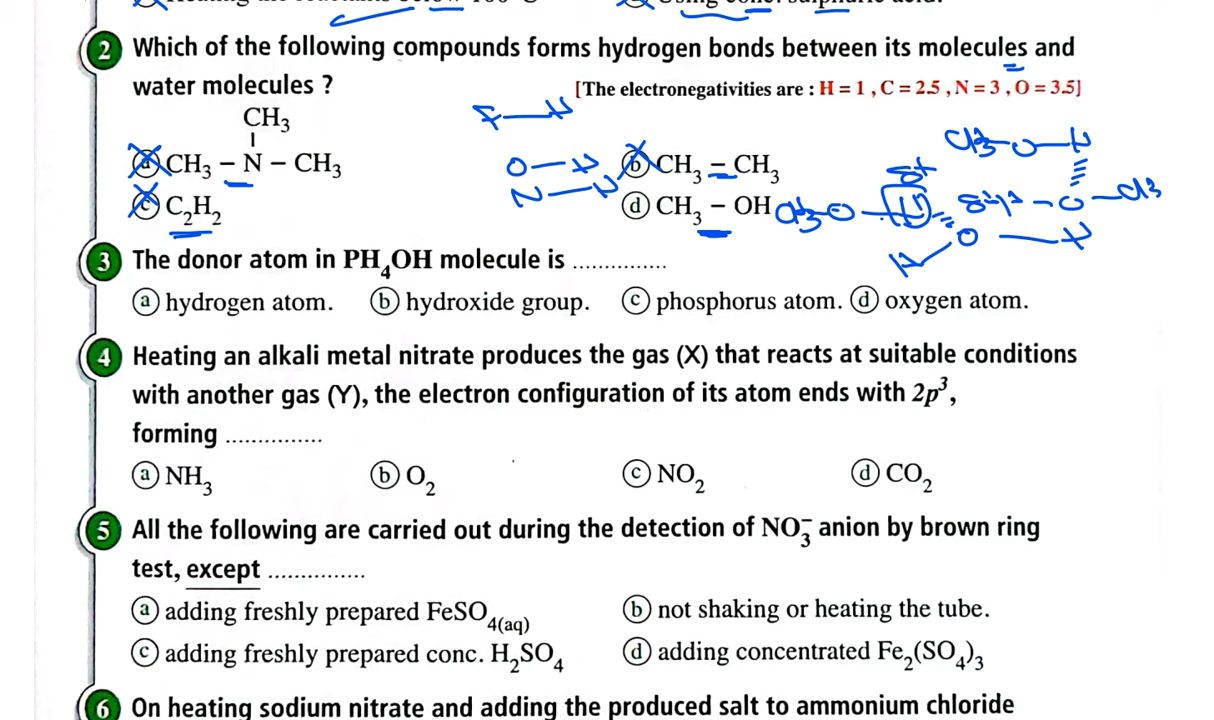 2 Which of the following compounds forms hydrogen bonds between its molecules and
water molecules ? [The electronegativities are : H = 1 , C = 2.5 , N = 3 , O = 3.5]
CH₃
|
ⓐ CH₃ – N – CH₃ ⓑ CH₃ – CH₃
ⓒ C₂H₂ ⓓ CH₃ – OH
F—H
O—H
N—H
CH3 O—H
δ+
CH3 O
O—CH3
H O—H
3 The donor atom in PH₄OH molecule is ...............
ⓐ hydrogen atom. ⓑ hydroxide group. ⓒ phosphorus atom. ⓓ oxygen atom.
4 Heating an alkali metal nitrate produces the gas (X) that reacts at suitable conditions
with another gas (Y), the electron configuration of its atom ends with 2p³,
forming ...............
ⓐ NH₃ ⓑ O₂ ⓒ NO₂ ⓓ CO₂
5 All the following are carried out during the detection of NO₃⁻ anion by brown ring
test, except ...............
ⓐ adding freshly prepared FeSO₄₍aq₎ ⓑ not shaking or heating the tube.
ⓒ adding freshly prepared conc. H₂SO₄ ⓓ adding concentrated Fe₂(SO₄)₃
6 On heating sodium nitrate and adding the produced salt to ammonium chloride